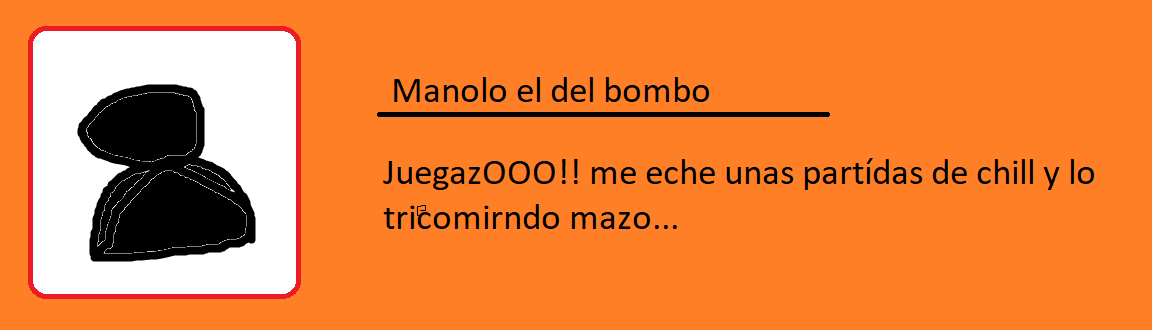 Manolo el del bombo
JuegazOOO!! me eche unas partídas de chill y lo
tricomirndo mazo...